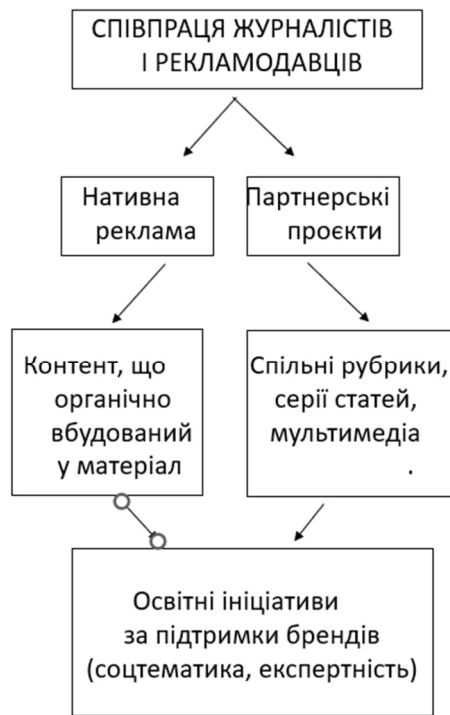 СПІВПРАЦЯ ЖУРНАЛІСТІВ
І РЕКЛАМОДАВЦІВ
Нативна
реклама
Партнерські
проєкти
Контент, що
органічно
вбудований
у матеріал
Спільні рубрики,
серії статей,
мультимедіа
.
Освітні ініціативи
за підтримки брендів
(соцтематика, експертність)